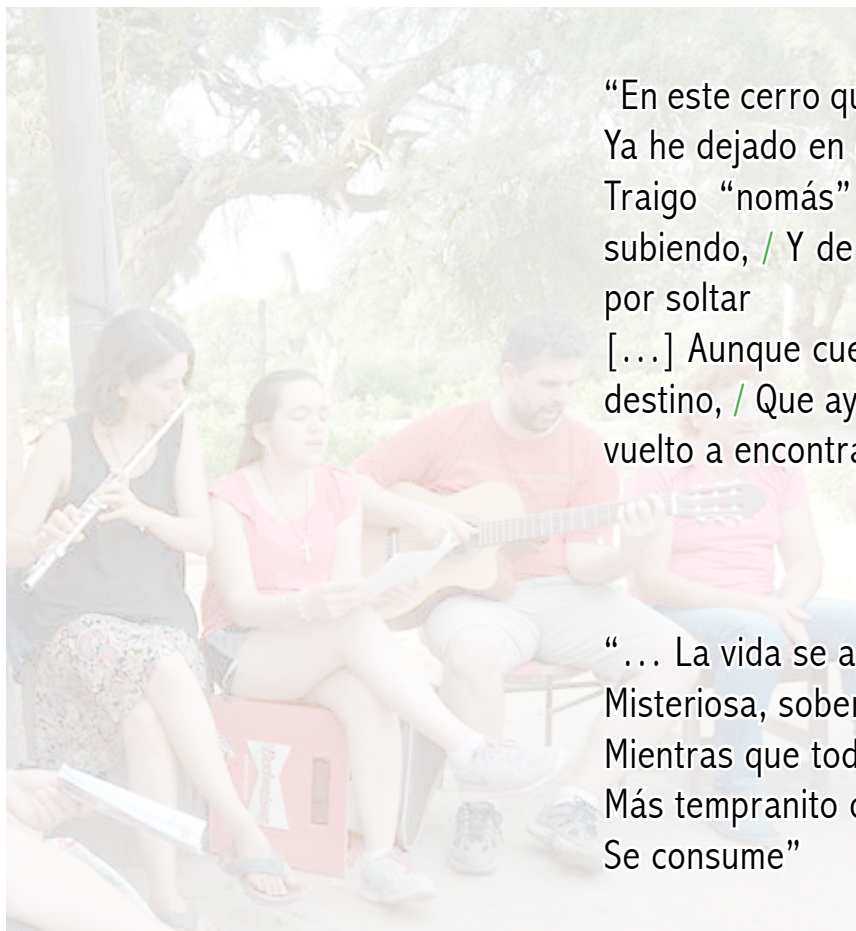 “En este cerro qu
Ya he dejado en
Traigo “nomás”
subiendo, / Y de
por soltar
[...] Aunque cue
destino, / Que ay
vuelto a encontra
“... La vida se a
Misteriosa, sober
Mientras que tod
Más tempranito
Se consume”